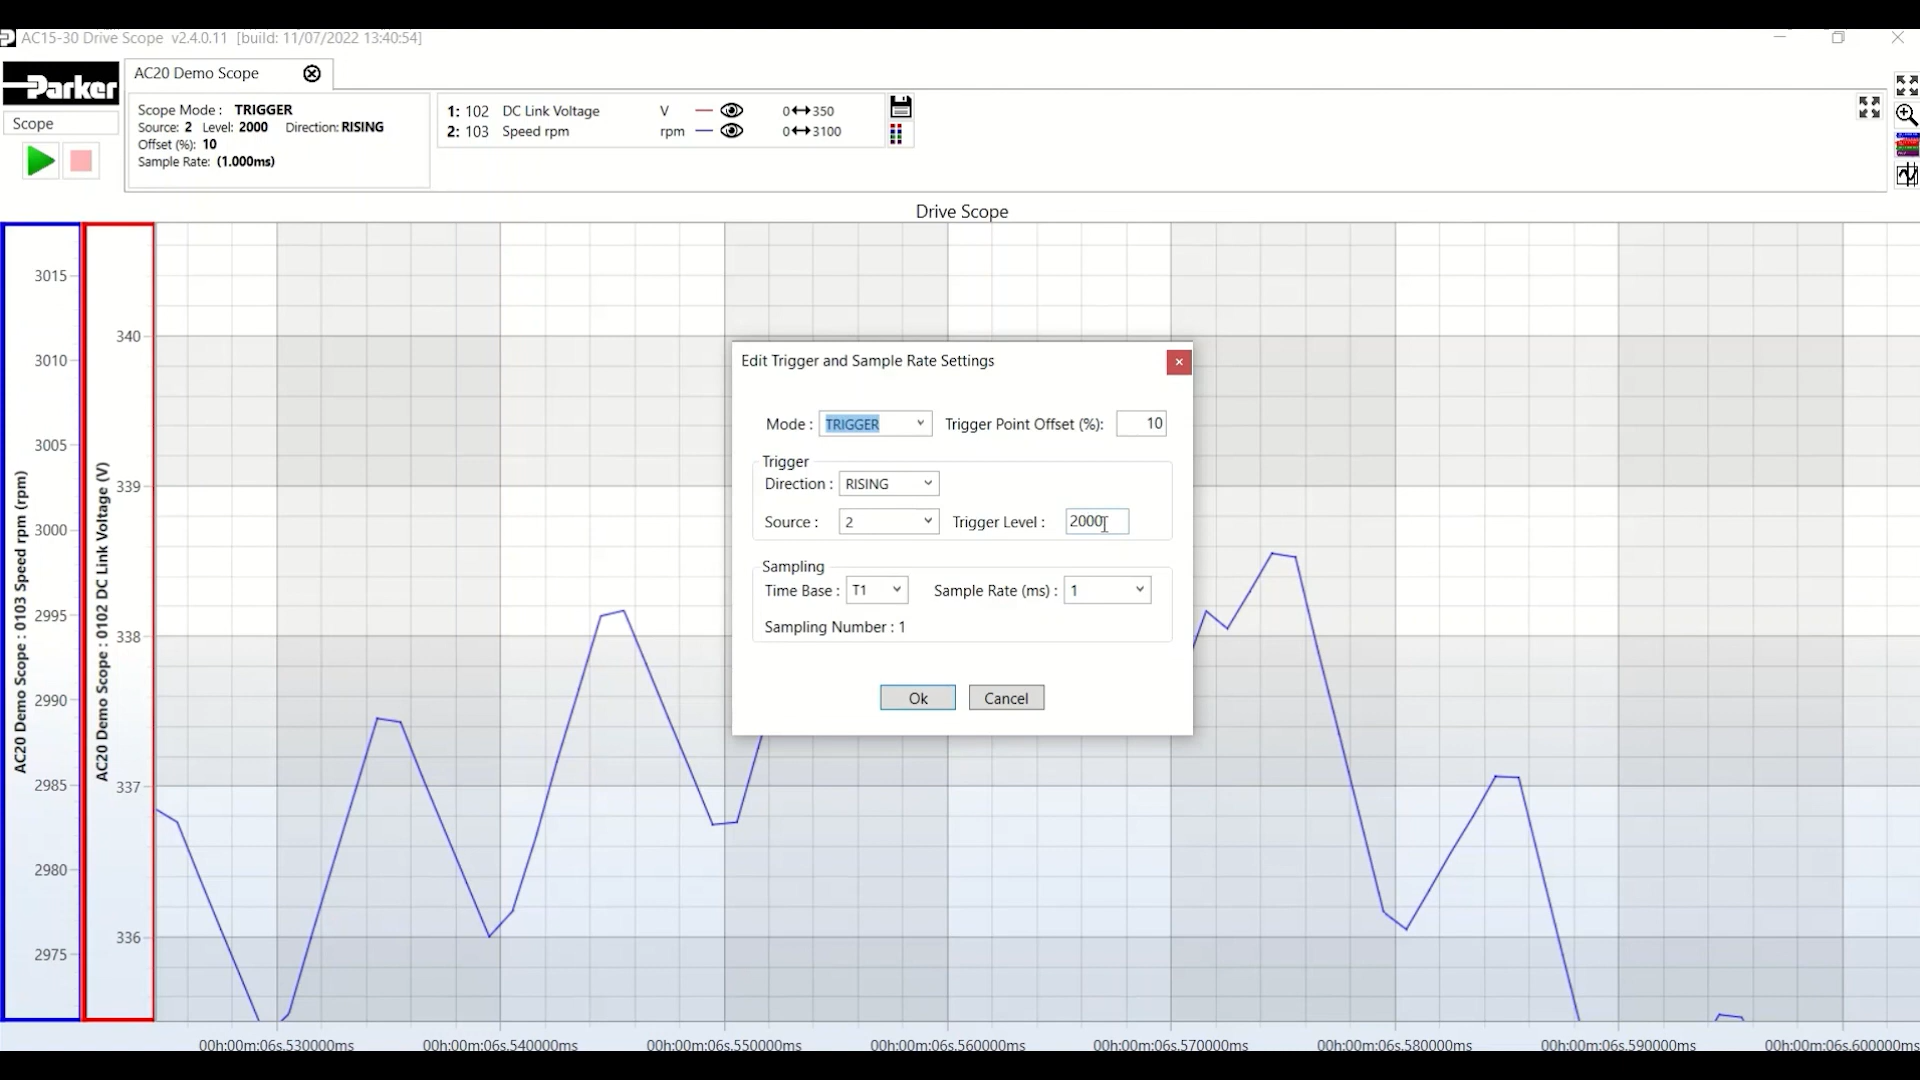 AC15-30 Drive Scope v2.4.0.11 [build: 11/07/2022 13:40:54]
Parker
Scope
AC20 Demo Scope
Scope Mode : TRIGGER
Source: 2 Level: 2000 Direction: RISING
Offset (%): 10
Sample Rate: (1.000ms)
1: 102 DC Link Voltage V 0↔350
2: 103 Speed rpm rpm 0↔3100
Drive Scope
AC20 Demo Scope : 0103 Speed rpm (rpm)
3015
3010
3005
3000
2995
2990
2985
2980
2975
AC20 Demo Scope : 0102 DC Link Voltage (V)
340
339
338
337
336
Edit Trigger and Sample Rate Settings
Mode : TRIGGER Trigger Point Offset (%): 10
Trigger
Direction : RISING
Source : 2 Trigger Level : 2000
Sampling
Time Base : T1 Sample Rate (ms) : 1
Sampling Number : 1
Ok Cancel
00h:00m:06s.530000ms 00h:00m:06s.540000ms 00h:00m:06s.550000ms 00h:00m:06s.560000ms 00h:00m:06s.570000ms 00h:00m:06s.580000ms 00h:00m:06s.590000ms 00h:00m:06s.600000ms